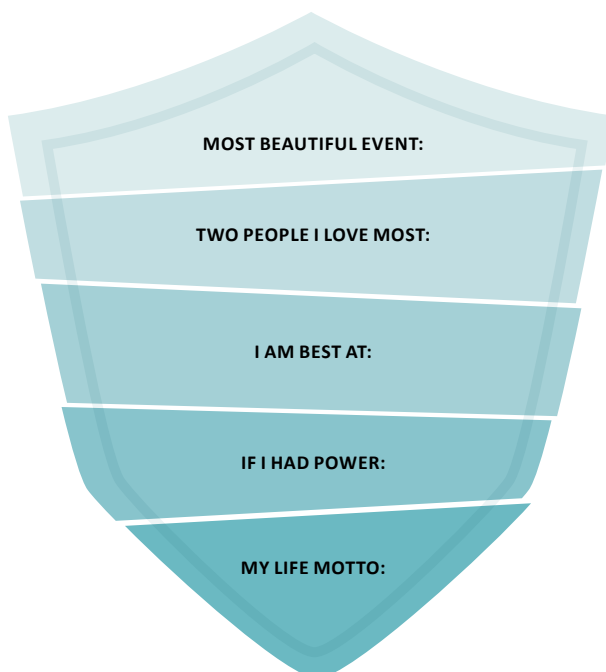 MOST BEAUTIFUL EVENT:
TWO PEOPLE I LOVE MOST:
I AM BEST AT:
IF I HAD POWER:
MY LIFE MOTTO: